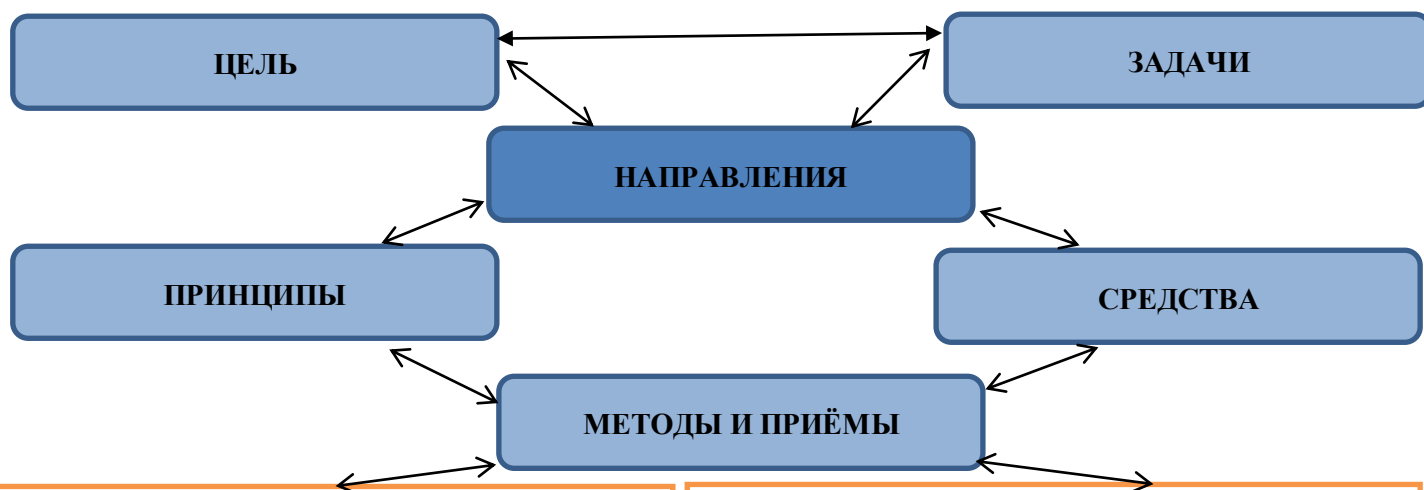 ЦЕЛЬ
ЗАДАЧИ
НАПРАВЛЕНИЯ
ПРИНЦИПЫ
СРЕДСТВА
МЕТОДЫ И ПРИЁМЫ